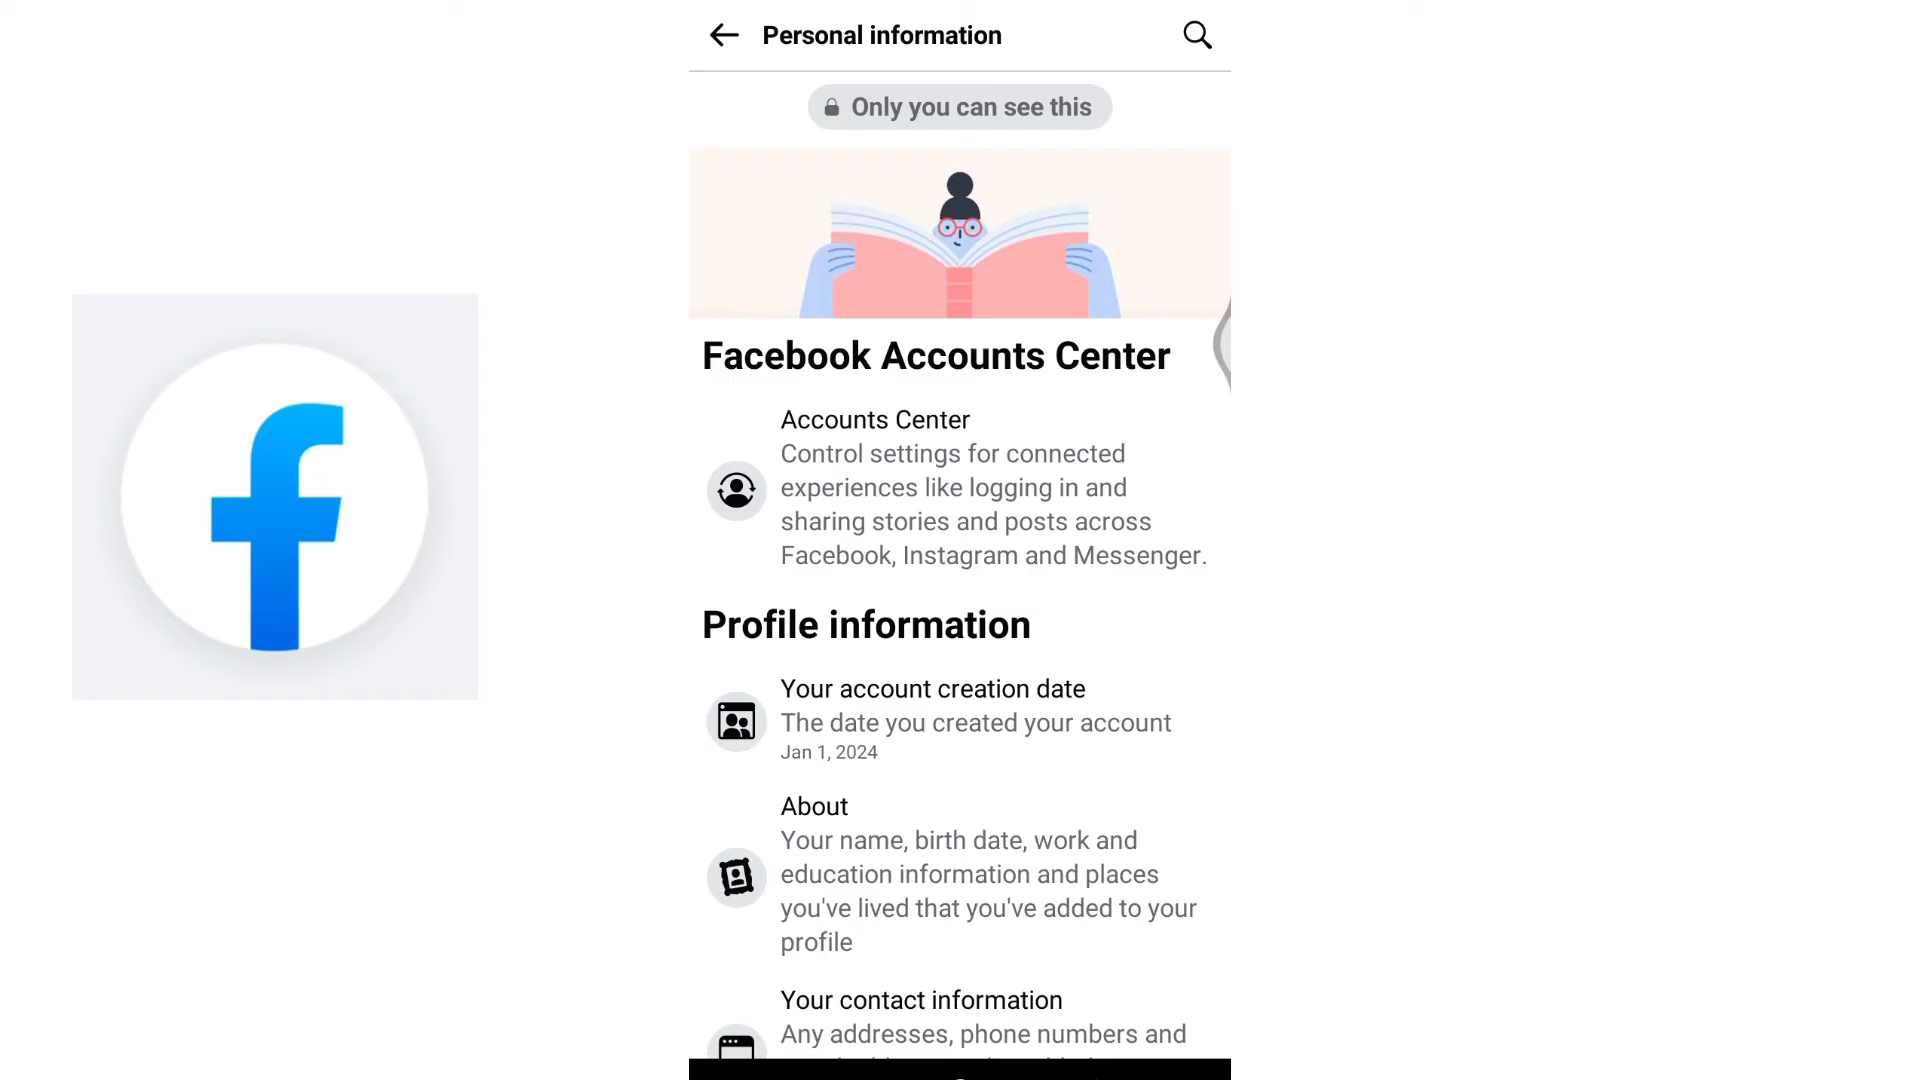 Personal information
Only you can see this
Facebook Accounts Center
Accounts Center
Control settings for connected
experiences like logging in and
sharing stories and posts across
Facebook, Instagram and Messenger.
Profile information
Your account creation date
The date you created your account
Jan 1, 2024
About
Your name, birth date, work and
education information and places
you've lived that you've added to your
profile
Your contact information
Any addresses, phone numbers and